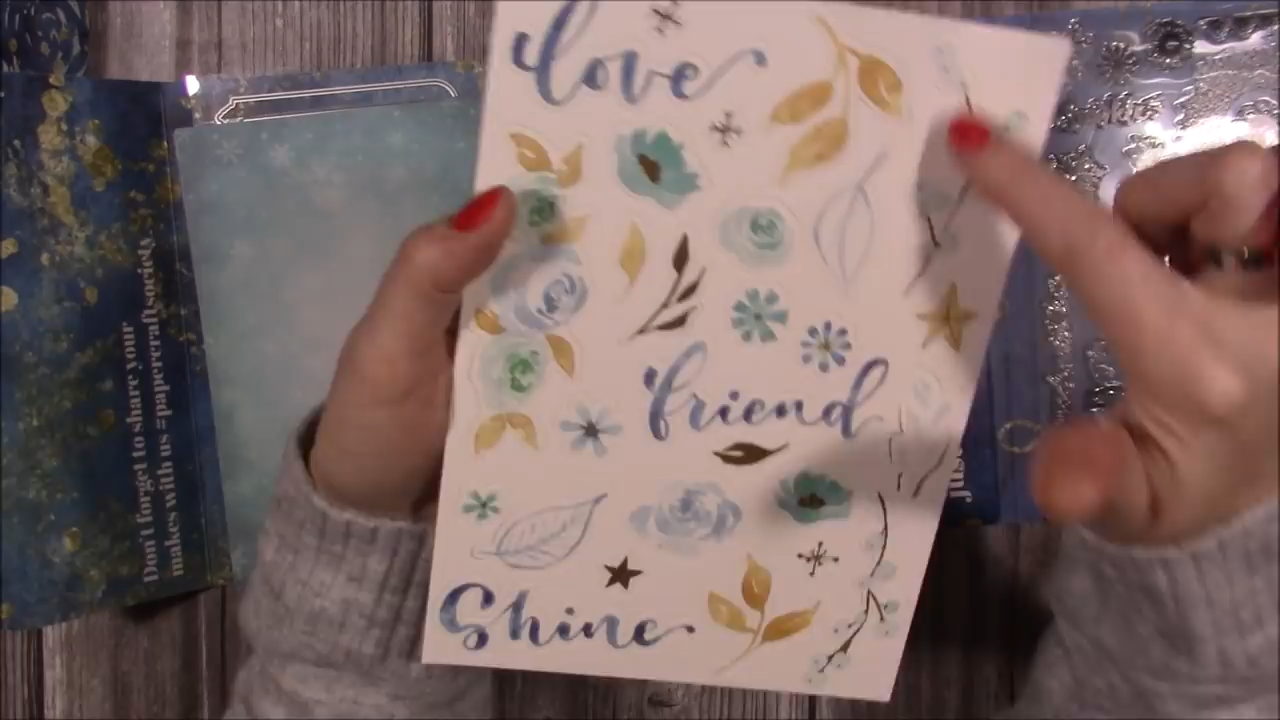 love
friend
Shine
Don't forget to share your
makes with us #papercraftsociety